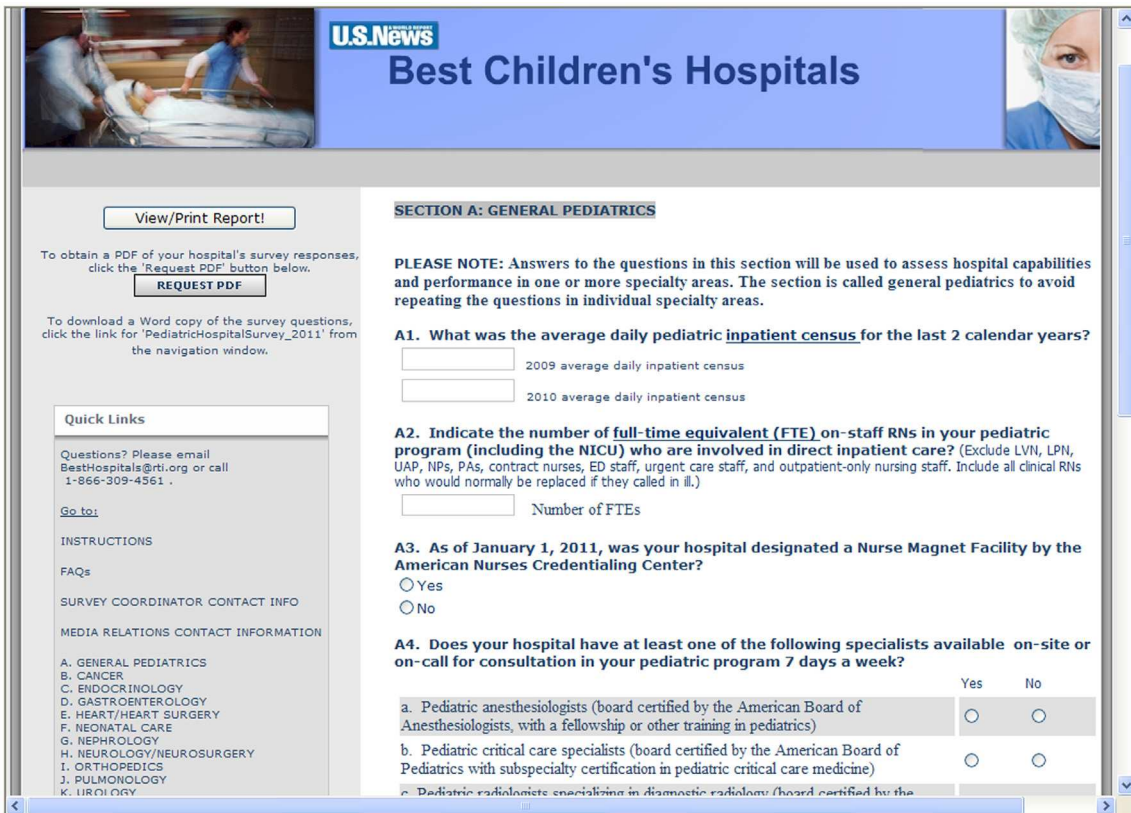 U.S.News
& WORLD REPORT
Best Children's Hospitals
View/Print Report!
To obtain a PDF of your hospital's survey responses,
click the 'Request PDF' button below.
REQUEST PDF
To download a Word copy of the survey questions,
click the link for 'PediatricHospitalSurvey_2011' from
the navigation window.
Quick Links
Questions? Please email
BestHospitals@rti.org or call
1-866-309-4561 .
Go to:
INSTRUCTIONS
FAQs
SURVEY COORDINATOR CONTACT INFO
MEDIA RELATIONS CONTACT INFORMATION
A. GENERAL PEDIATRICS
B. CANCER
C. ENDOCRINOLOGY
D. GASTROENTEROLOGY
E. HEART/HEART SURGERY
F. NEONATAL CARE
G. NEPHROLOGY
H. NEUROLOGY/NEUROSURGERY
I. ORTHOPEDICS
J. PULMONOLOGY
K. UROLOGY
SECTION A: GENERAL PEDIATRICS
PLEASE NOTE: Answers to the questions in this section will be used to assess hospital capabilities
and performance in one or more specialty areas. The section is called general pediatrics to avoid
repeating the questions in individual specialty areas.
A1. What was the average daily pediatric inpatient census for the last 2 calendar years?
2009 average daily inpatient census
2010 average daily inpatient census
A2. Indicate the number of full-time equivalent (FTE) on-staff RNs in your pediatric
program (including the NICU) who are involved in direct inpatient care? (Exclude LVN, LPN,
UAP, NPs, PAs, contract nurses, ED staff, urgent care staff, and outpatient-only nursing staff. Include all clinical RNs
who would normally be replaced if they called in ill.)
Number of FTEs
A3. As of January 1, 2011, was your hospital designated a Nurse Magnet Facility by the
American Nurses Credentialing Center?
Yes
No
A4. Does your hospital have at least one of the following specialists available on-site or
on-call for consultation in your pediatric program 7 days a week?
Yes No
a. Pediatric anesthesiologists (board certified by the American Board of
Anesthesiologists, with a fellowship or other training in pediatrics)
b. Pediatric critical care specialists (board certified by the American Board of
Pediatrics with subspecialty certification in pediatric critical care medicine)
c. Pediatric radiologists specializing in diagnostic radiology (board certified by the